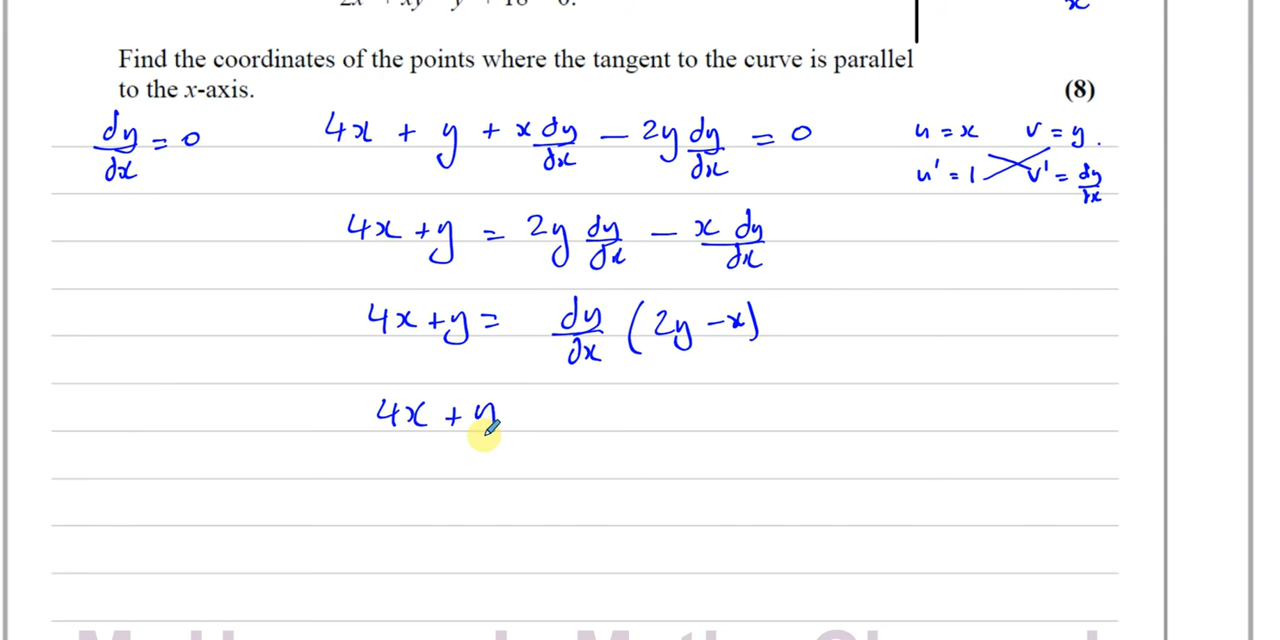 Find the coordinates of the points where the tangent to the curve is parallel
to the x-axis. (8)
dy/dx = 0
4x + y + x dy/dx − 2y dy/dx = 0
u = x v = y.
u' = 1 v' = dy/dx
4x + y = 2y dy/dx − x dy/dx
4x + y = dy/dx (2y − x)
4x + y